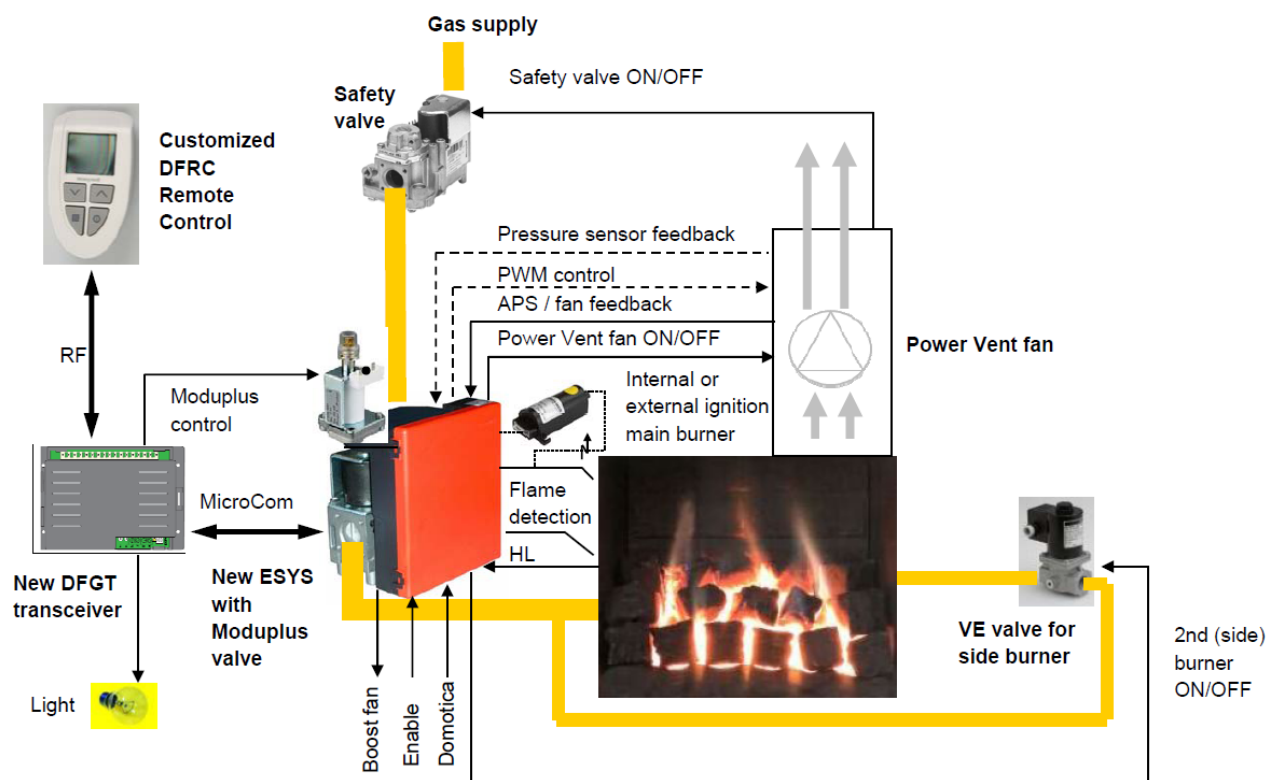 Gas supply
Safety valve ON/OFF
Safety
valve
Customized
DFRC
Remote
Control
Pressure sensor feedback
PWM control
APS / fan feedback
Power Vent fan ON/OFF
Power Vent fan
RF
Moduplus
control
Internal or
external ignition
main burner
MicroCom
Flame
detection
HL
New DFGT
transceiver
New ESYS
with
Moduplus
valve
VE valve for
side burner
2nd (side)
burner
ON/OFF
Light
Boost fan
Enable
Domotica